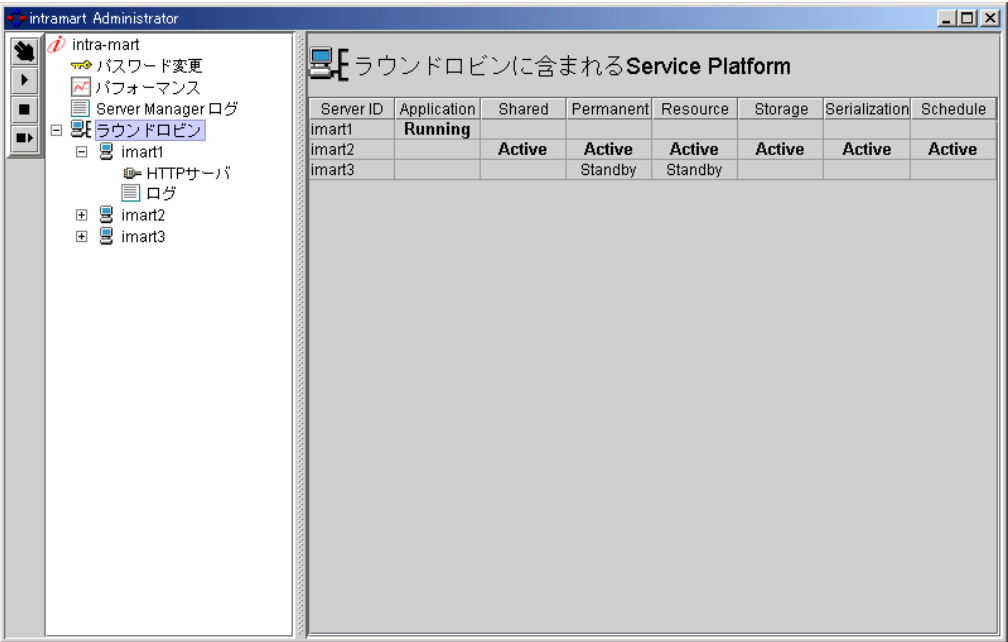 intramart Administrator
intra-mart
パスワード変更
パフォーマンス
Server Manager ログ
ラウンドロビン
imart1
HTTPサーバ
ログ
imart2
imart3
ラウンドロビンに含まれるService Platform
Server ID Application Shared Permanent Resource Storage Serialization Schedule
imart1 Running
imart2 Active Active Active Active Active Active
imart3 Standby Standby